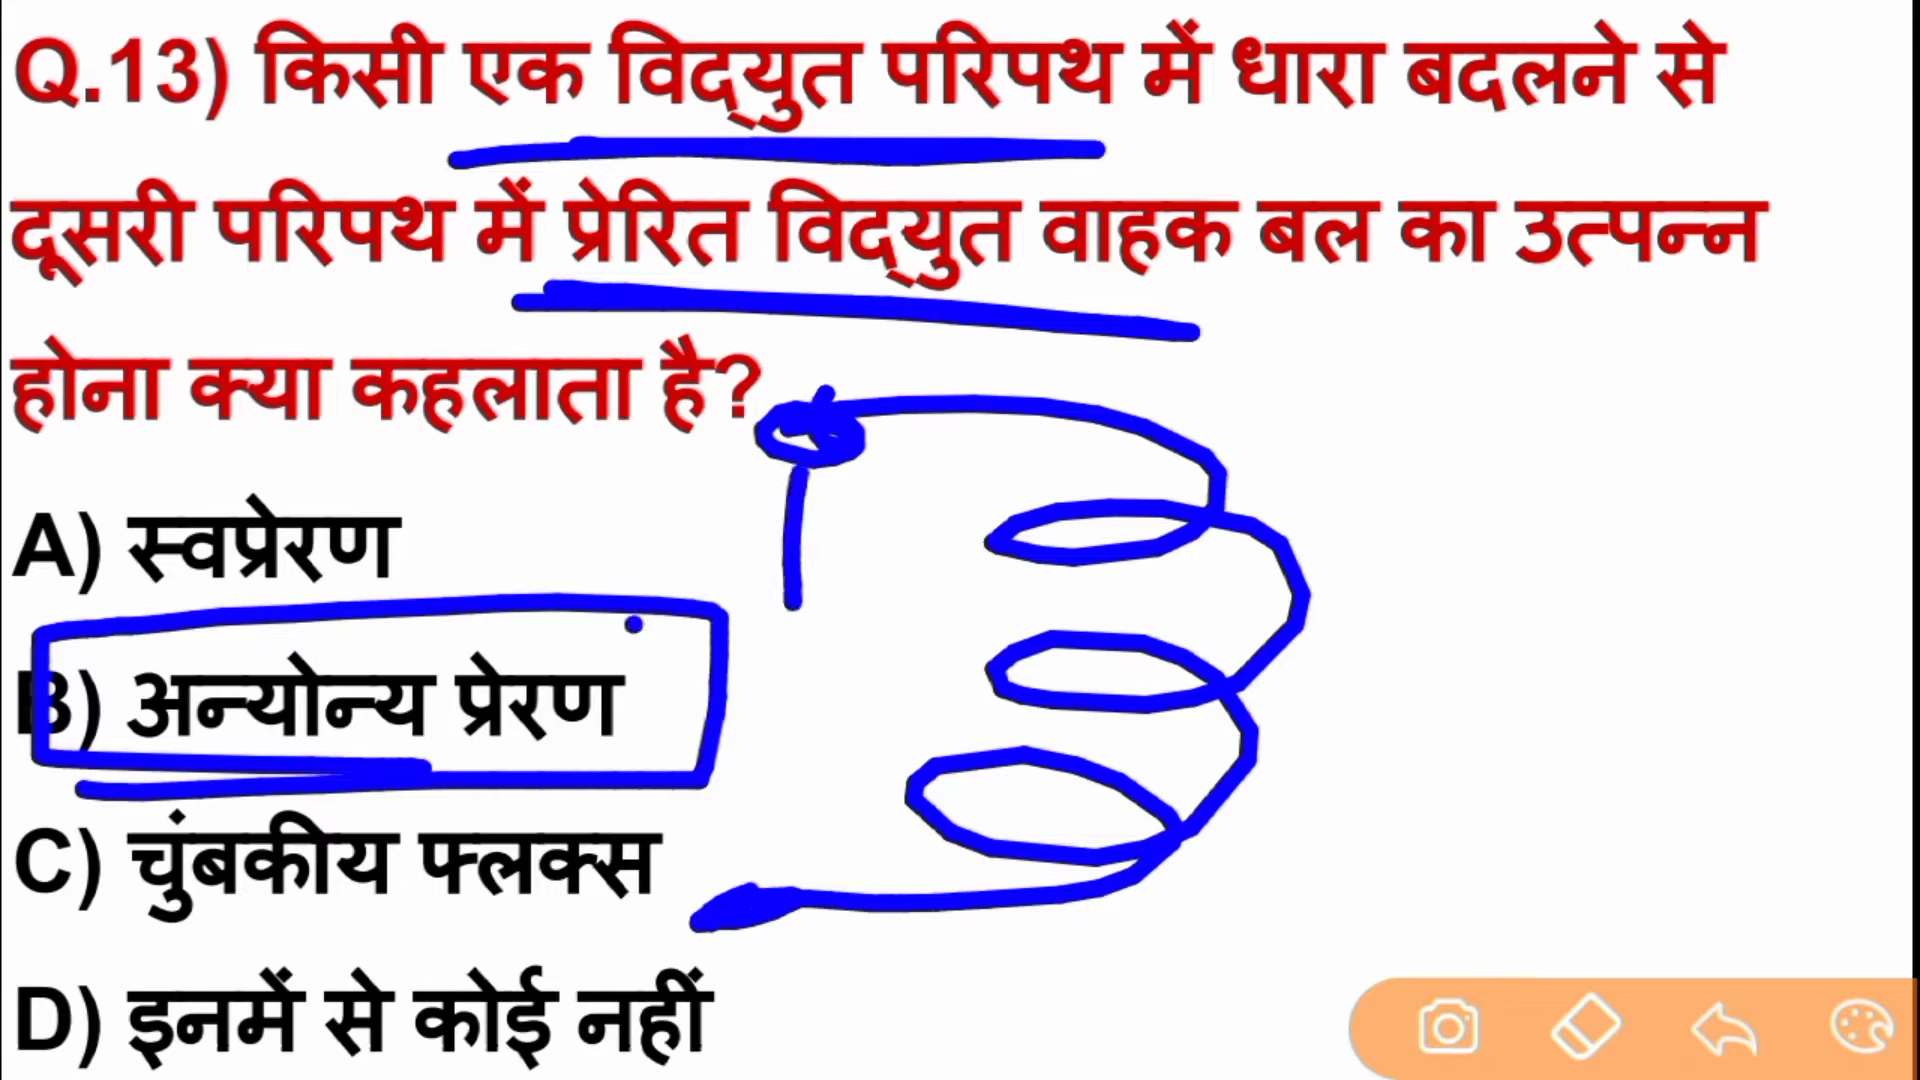 Q.13) किसी एक विद्युत परिपथ में धारा बदलने से
दूसरी परिपथ में प्रेरित विद्युत वाहक बल का उत्पन्न
होना क्या कहलाता है?
A) स्वप्रेरण
B) अन्योन्य प्रेरण
C) चुंबकीय फ्लक्स
D) इनमें से कोई नहीं